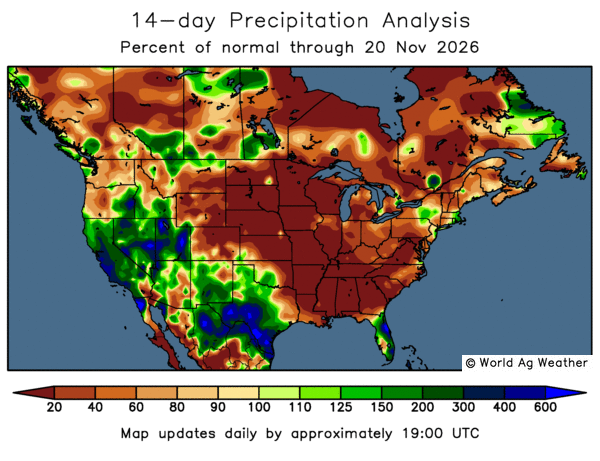 14-day Precipitation Analysis
Percent of normal through 20 Nov 2026
© World Ag Weather
20 40 60 80 90 100 110 125 150 200 300 400 600
Map updates daily by approximately 19:00 UTC